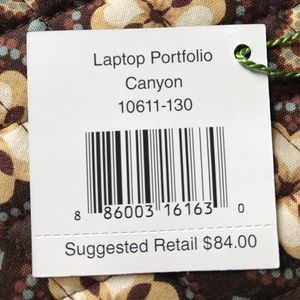 Laptop Portfolio
Canyon
10611-130
8 86003 16163 0
Suggested Retail $84.00